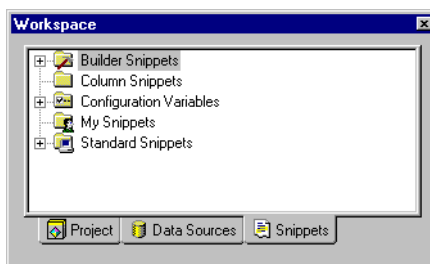 Workspace
Builder Snippets
Column Snippets
Configuration Variables
My Snippets
Standard Snippets
Project Data Sources Snippets